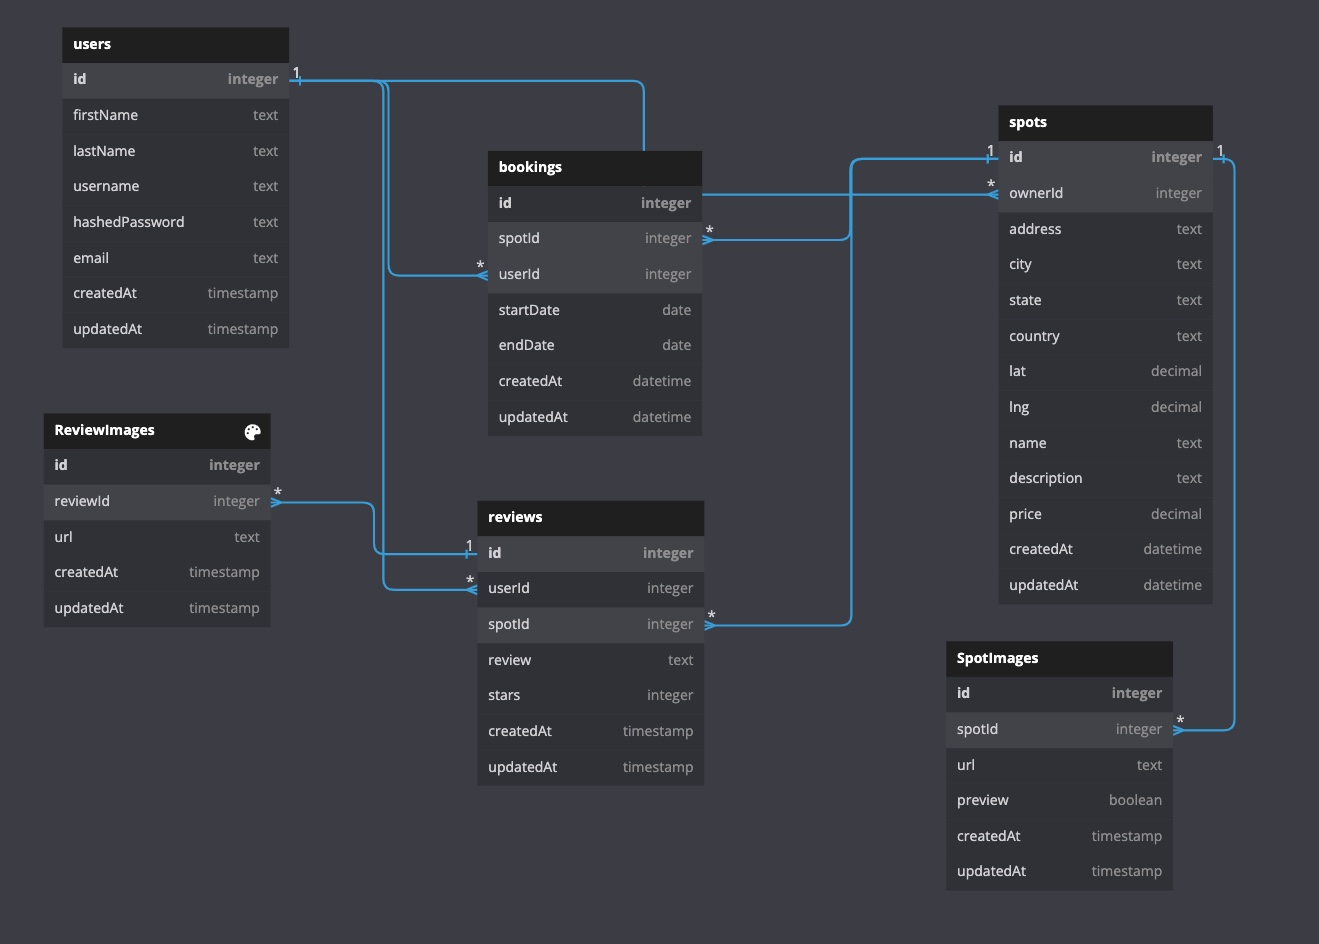 users
id integer
firstName text
lastName text
username text
hashedPassword text
email text
createdAt timestamp
updatedAt timestamp
1
bookings
id integer
spotId integer
userId integer
startDate date
endDate date
createdAt datetime
updatedAt datetime
*
*
spots
id integer
ownerId integer
address text
city text
state text
country text
lat decimal
lng decimal
name text
description text
price decimal
createdAt datetime
updatedAt datetime
1
1
*
ReviewImages
id integer
reviewId integer
url text
createdAt timestamp
updatedAt timestamp
*
reviews
id integer
userId integer
spotId integer
review text
stars integer
createdAt timestamp
updatedAt timestamp
1
*
*
SpotImages
id integer
spotId integer
url text
preview boolean
createdAt timestamp
updatedAt timestamp
*